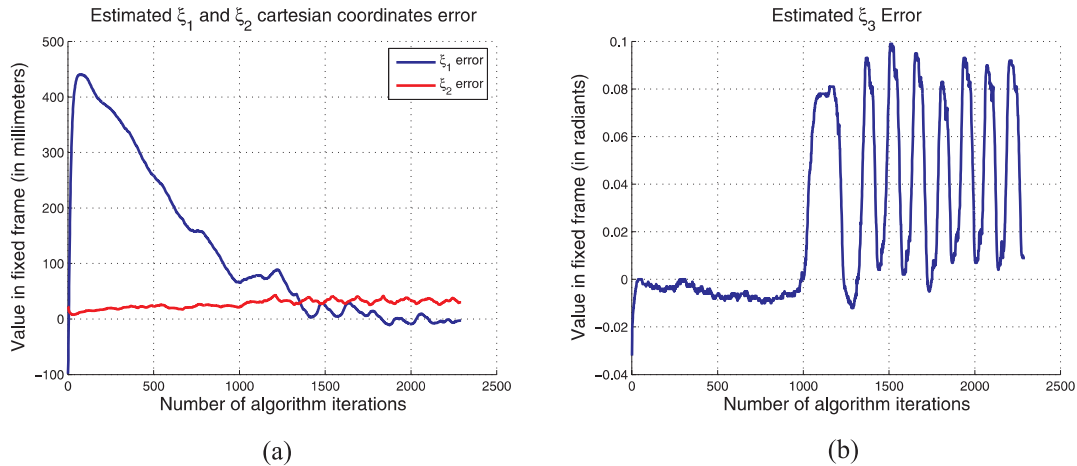 Estimated ξ1 and ξ2 cartesian coordinates error
500
400
300
200
100
0
−100
0
500
1000
1500
2000
2500
Value in fixed frame (in millimeters)
Number of algorithm iterations
ξ1 error
ξ2 error
(a)
Estimated ξ3 Error
0.1
0.08
0.06
0.04
0.02
0
−0.02
−0.04
0
500
1000
1500
2000
2500
Value in fixed frame (in radiants)
Number of algorithm iterations
(b)